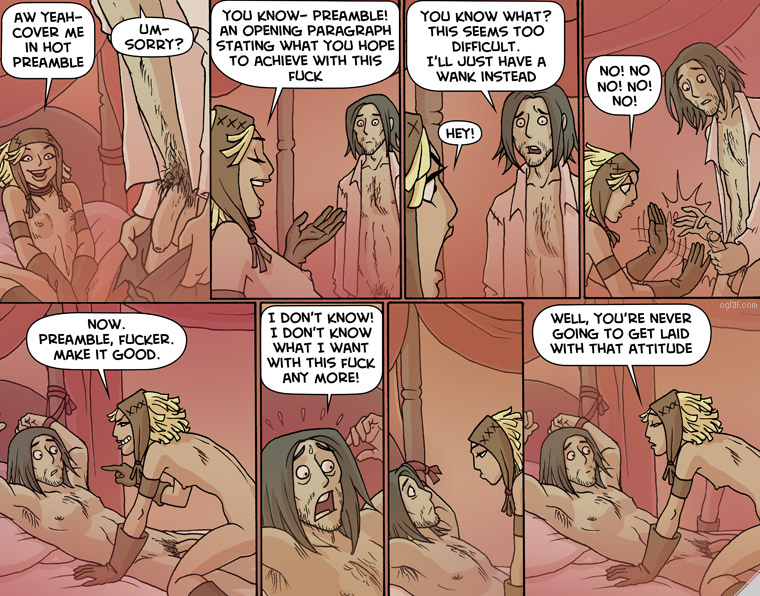 AW YEAH-
COVER ME
IN HOT
PREAMBLE
UM-
SORRY?
YOU KNOW- PREAMBLE!
AN OPENING PARAGRAPH
STATING WHAT YOU HOPE
TO ACHIEVE WITH THIS
FUCK
YOU KNOW WHAT?
THIS SEEMS TOO
DIFFICULT.
I'LL JUST HAVE A
WANK INSTEAD
HEY!
NO! NO
NO! NO!
NO!
oglaf.com
NOW.
PREAMBLE, FUCKER.
MAKE IT GOOD.
I DON'T KNOW!
I DON'T KNOW
WHAT I WANT
WITH THIS FUCK
ANY MORE!
WELL, YOU'RE NEVER
GOING TO GET LAID
WITH THAT ATTITUDE